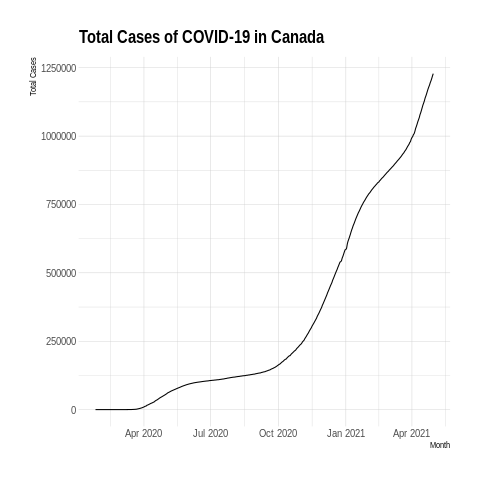 Total Cases of COVID-19 in Canada
Total Cases
1250000
1000000
750000
500000
250000
0
Apr 2020 Jul 2020 Oct 2020 Jan 2021 Apr 2021
Month